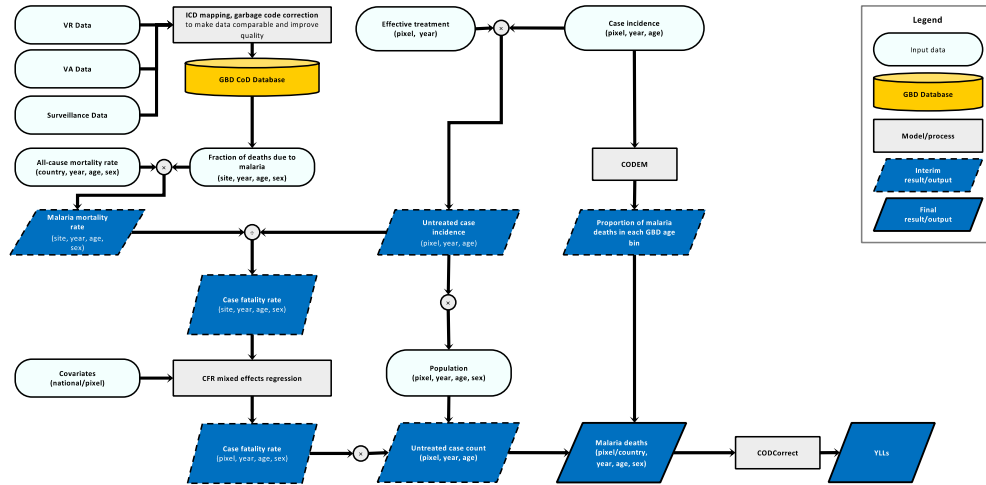 VR Data
ICD mapping, garbage code correction
to make data comparable and improve
quality
Effective treatment
(pixel, year)
×
Case incidence
(pixel, year, age)
Legend
Input data
GBD Database
Model/process
Interim
result/output
Final
result/output
VA Data
GBD CoD Database
Surveillance Data
All-cause mortality rate
(country, year, age, sex)
×
Fraction of deaths due to
malaria
(site, year, age, sex)
CODEM
Malaria mortality
rate
(site, year, age,
sex)
÷
Untreated case
incidence
(pixel, year, age)
Proportion of malaria
deaths in each GBD age
bin
Case fatality rate
(site, year, age, sex)
×
Covariates
(national/pixel)
CFR mixed effects regression
Population
(pixel, year, age, sex)
Case fatality rate
(pixel, year, age, sex)
×
Untreated case count
(pixel, year, age)
Malaria deaths
(pixel/country,
year, age, sex)
CODCorrect
YLLs